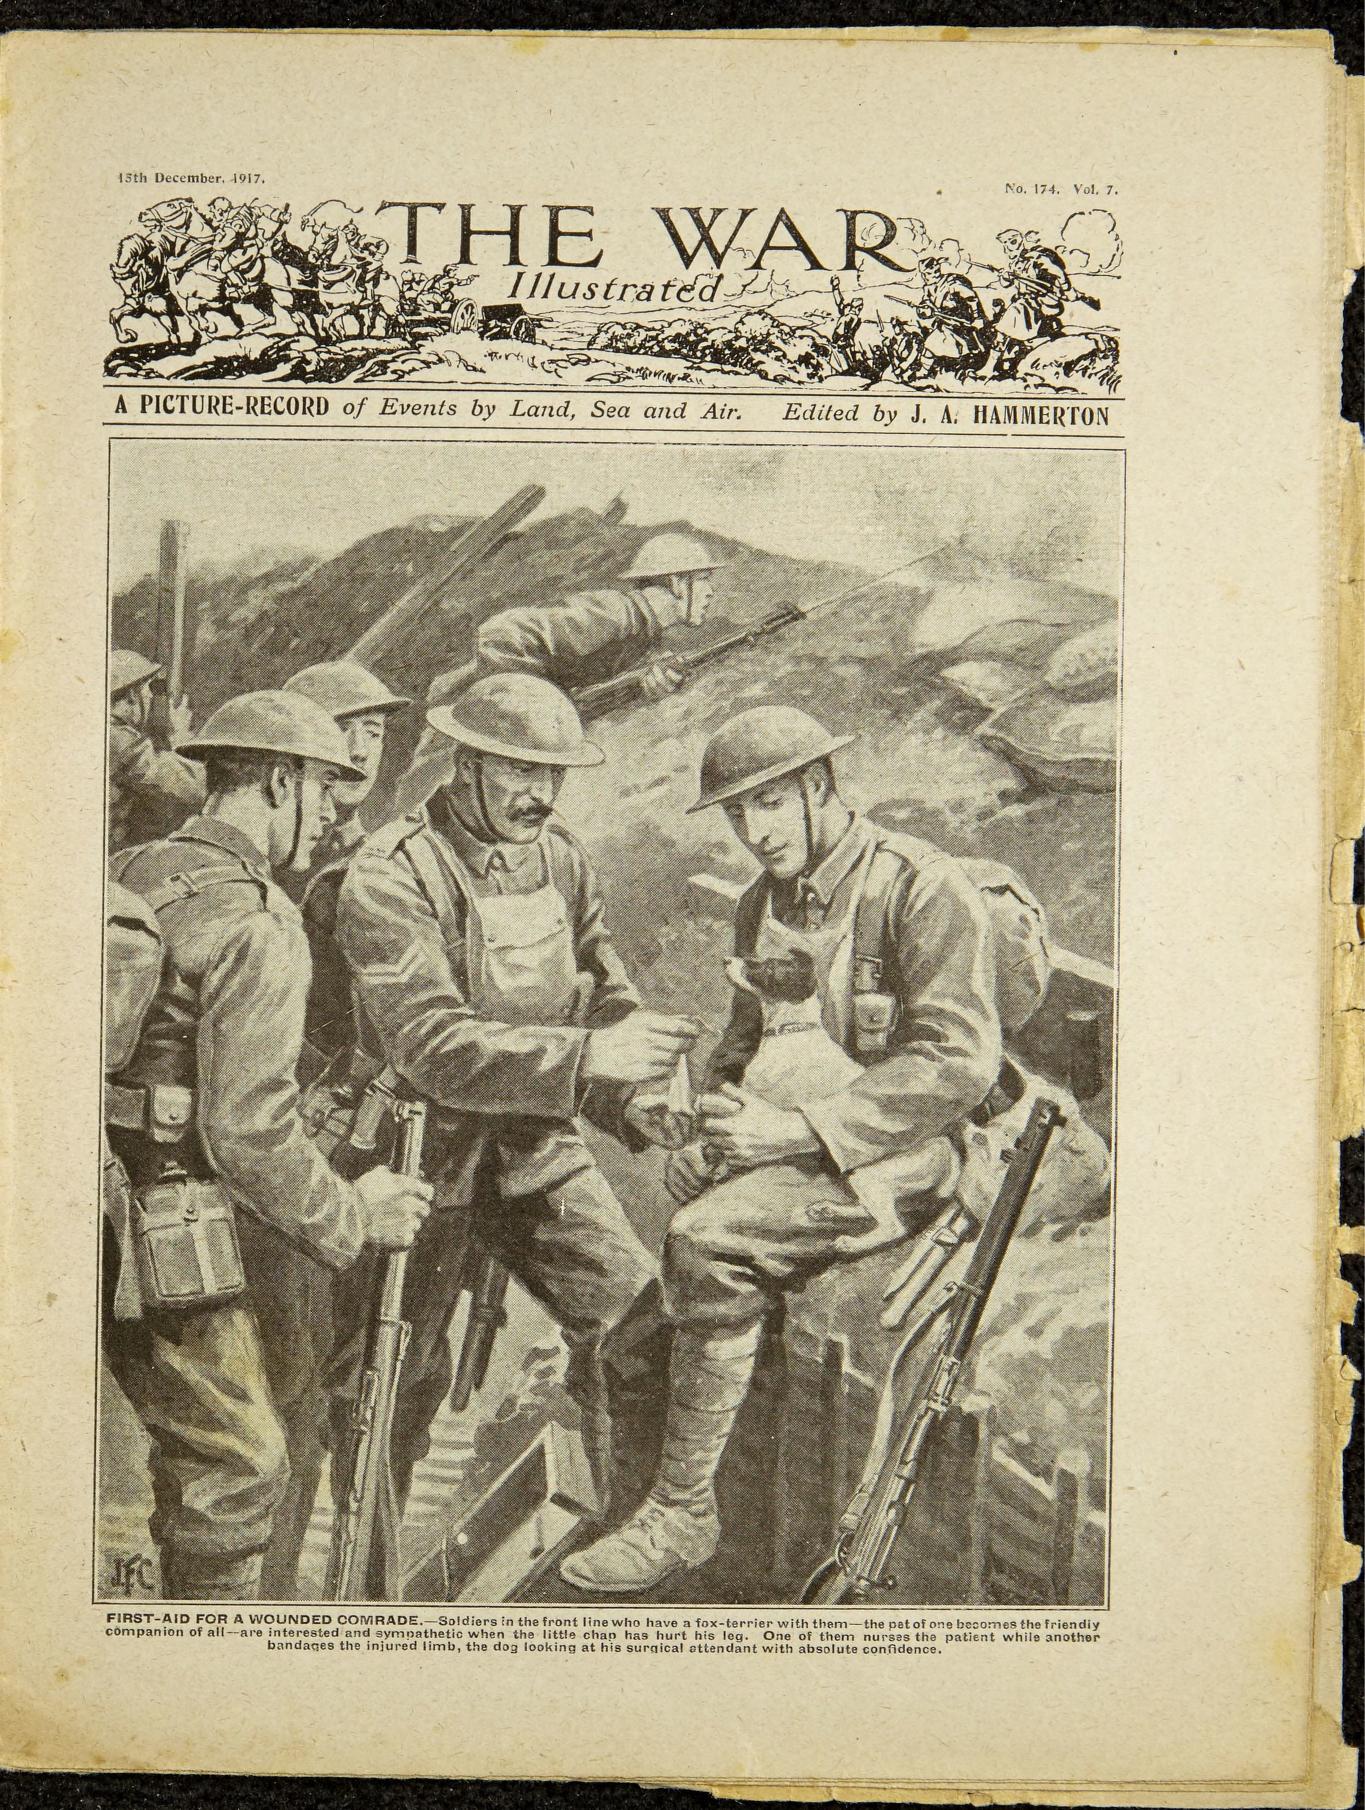 15th December, 1917.
No. 174. Vol. 7.
THE WAR
Illustrated
A PICTURE-RECORD of Events by Land, Sea and Air. Edited by J. A. HAMMERTON
JFC
FIRST-AID FOR A WOUNDED COMRADE.—Soldiers in the front line who have a fox-terrier with them—the pet of one becomes the friendly
companion of all—are interested and sympathetic when the little chap has hurt his leg. One of them nurses the patient while another
bandages the injured limb, the dog looking at his surgical attendant with absolute confidence.